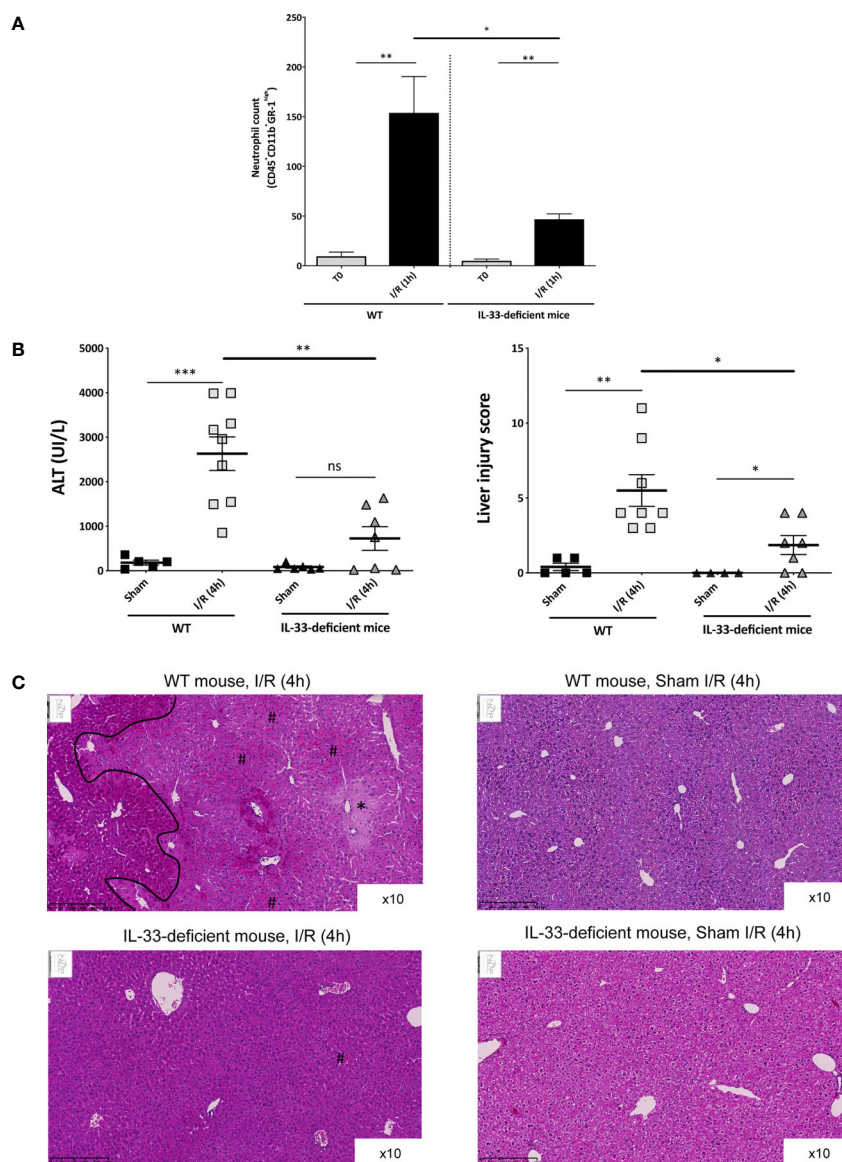 A
Neutrophil count
(CD45+CD11b+GR-1high)
250
200
150
100
50
0
**
*
**
T0
I/R (1h)
T0
I/R (1h)
WT
IL-33-deficient mice
B
ALT (UI/L)
5000
4000
3000
2000
1000
0
***
**
ns
Sham
I/R (4h)
Sham
I/R (4h)
WT
IL-33-deficient mice
Liver injury score
15
10
5
0
**
*
*
Sham
I/R (4h)
Sham
I/R (4h)
WT
IL-33-deficient mice
C
WT mouse, I/R (4h)
#
#
#
*
#
x10
WT mouse, Sham I/R (4h)
x10
IL-33-deficient mouse, I/R (4h)
#
x10
IL-33-deficient mouse, Sham I/R (4h)
x10